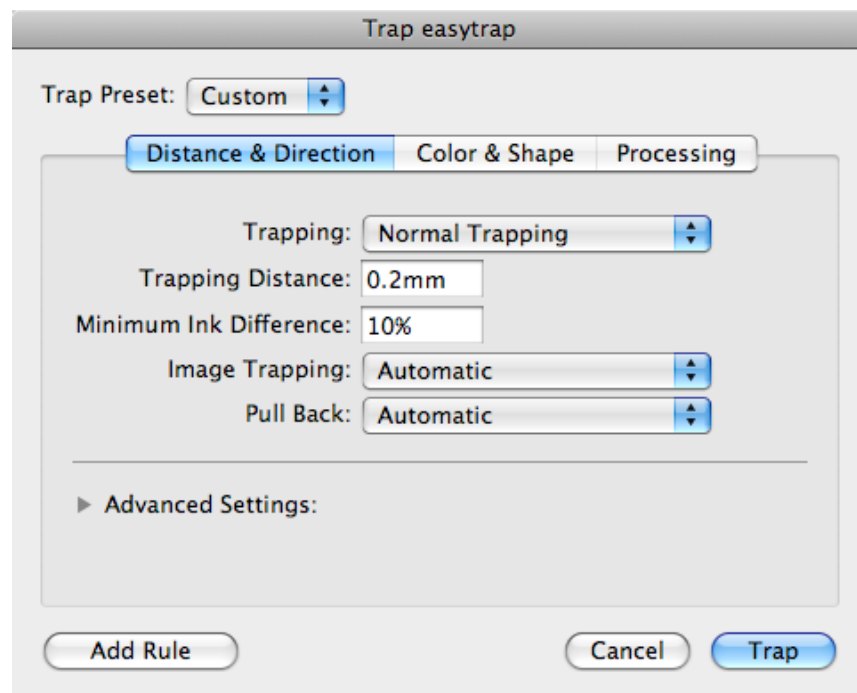 Trap easytrap
Trap Preset: Custom
Distance & Direction Color & Shape Processing
Trapping: Normal Trapping
Trapping Distance: 0.2mm
Minimum Ink Difference: 10%
Image Trapping: Automatic
Pull Back: Automatic
Advanced Settings:
Add Rule Cancel Trap